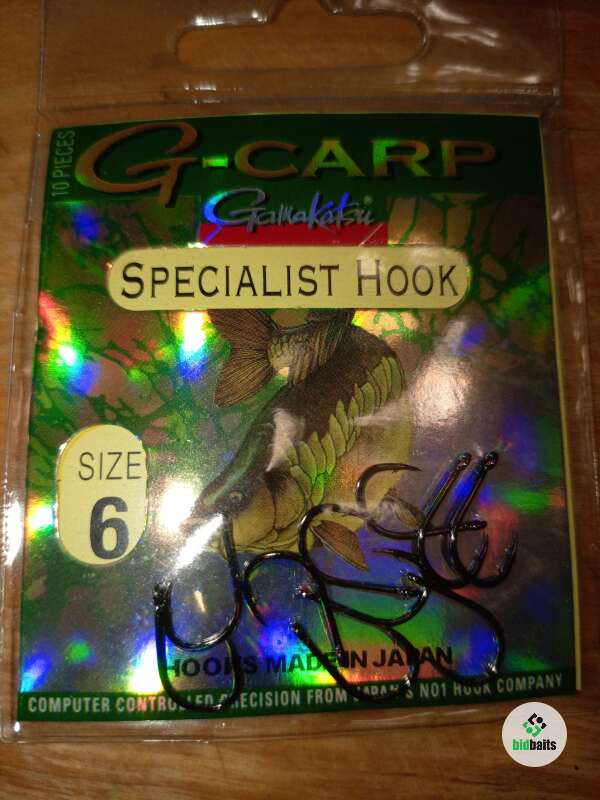 10 PIECES
G-CARP
Gamakatsu
SPECIALIST HOOK
SIZE
6
HOOKS MADE IN JAPAN
COMPUTER CONTROLLED PRECISION FROM JAPAN'S NO1 HOOK COMPANY
bidbaits